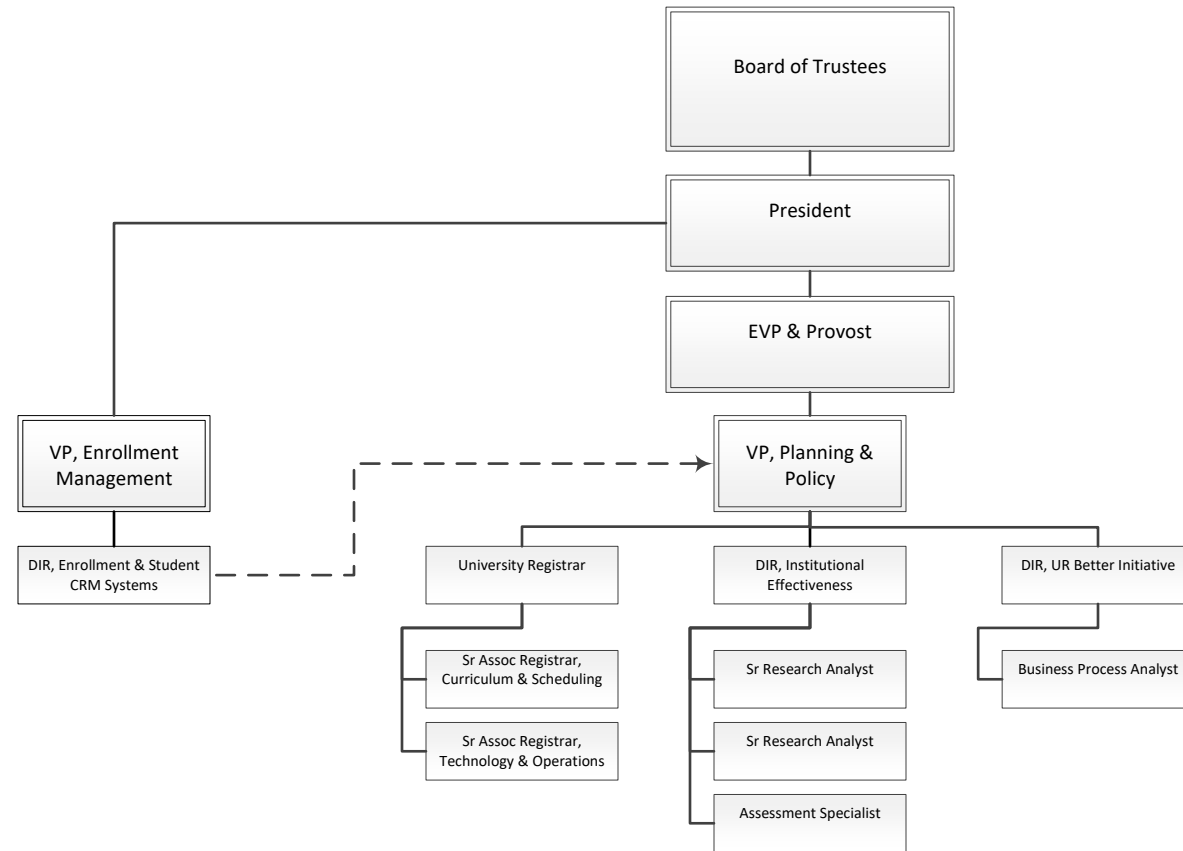 Board of Trustees
President
EVP & Provost
VP, Enrollment
Management
VP, Planning &
Policy
DIR, Enrollment & Student
CRM Systems
University Registrar
DIR, Institutional
Effectiveness
DIR, UR Better Initiative
Sr Assoc Registrar,
Curriculum & Scheduling
Sr Research Analyst
Business Process Analyst
Sr Assoc Registrar,
Technology & Operations
Sr Research Analyst
Assessment Specialist